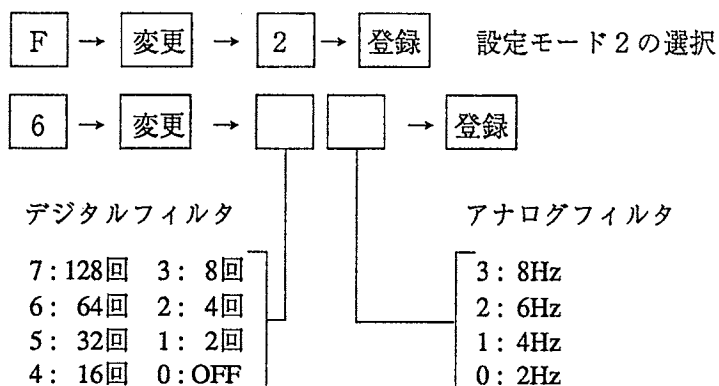 F → 変更 → 2 → 登録 設定モード2の選択
6 → 変更 → → 登録
デジタルフィルタ アナログフィルタ
7:128回 3: 8回 3:8Hz
6: 64回 2: 4回 2:6Hz
5: 32回 1: 2回 1:4Hz
4: 16回 0:OFF 0:2Hz